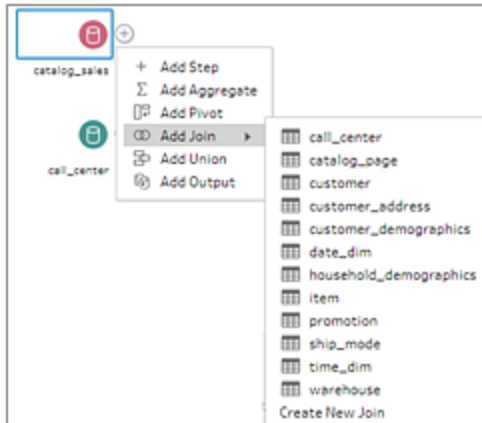 catalog_sales
call_center
Add Step
Add Aggregate
Add Pivot
Add Join
Add Union
Add Output
call_center
catalog_page
customer
customer_address
customer_demographics
date_dim
household_demographics
item
promotion
ship_mode
time_dim
warehouse
Create New Join